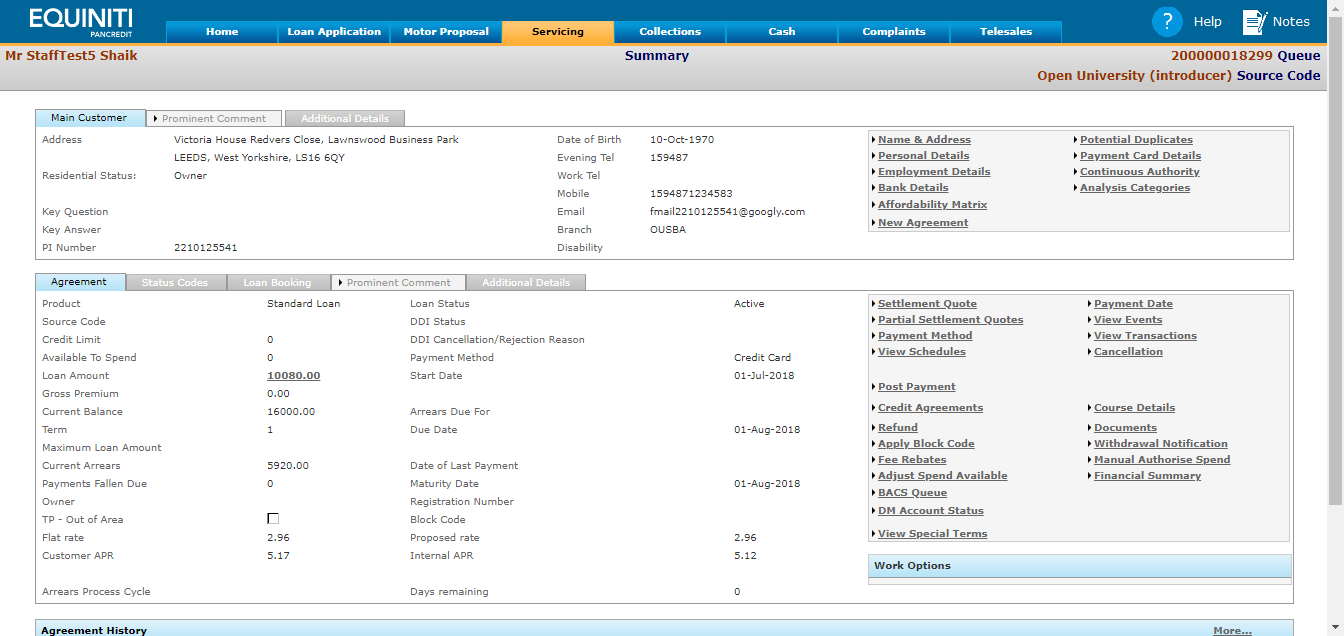 EQUINITI
PANCREDIT
Home Loan Application Motor Proposal Servicing Collections Cash Complaints Telesales ? Help Notes
Mr StaffTest5 Shaik Summary 200000018299 Queue
Open University (introducer) Source Code
Main Customer Prominent Comment Additional Details
Address Victoria House Redvers Close, Lawnswood Business Park Date of Birth 10-Oct-1970 Name & Address Potential Duplicates
LEEDS, West Yorkshire, LS16 6QY Evening Tel 159487 Personal Details Payment Card Details
Residential Status: Owner Work Tel Employment Details Continuous Authority
Mobile 1594871234583 Bank Details Analysis Categories
Key Question Email fmail2210125541@googly.com Affordability Matrix
Key Answer Branch OUSBA New Agreement
PI Number 2210125541 Disability
Agreement Status Codes Loan Booking Prominent Comment Additional Details
Product Standard Loan Loan Status Active Settlement Quote Payment Date
Source Code DDI Status Partial Settlement Quotes View Events
Credit Limit 0 DDI Cancellation/Rejection Reason Payment Method View Transactions
Available To Spend 0 Payment Method Credit Card View Schedules Cancellation
Loan Amount 10080.00 Start Date 01-Jul-2018
Gross Premium 0.00 Post Payment
Current Balance 16000.00 Arrears Due For Credit Agreements Course Details
Term 1 Due Date 01-Aug-2018 Refund Documents
Maximum Loan Amount Apply Block Code Withdrawal Notification
Current Arrears 5920.00 Date of Last Payment Fee Rebates Manual Authorise Spend
Payments Fallen Due 0 Maturity Date 01-Aug-2018 Adjust Spend Available Financial Summary
Owner Registration Number BACS Queue
TP - Out of Area Block Code DM Account Status
Flat rate 2.96 Proposed rate 2.96 View Special Terms
Customer APR 5.17 Internal APR 5.12
Work Options
Arrears Process Cycle Days remaining 0
Agreement History More...